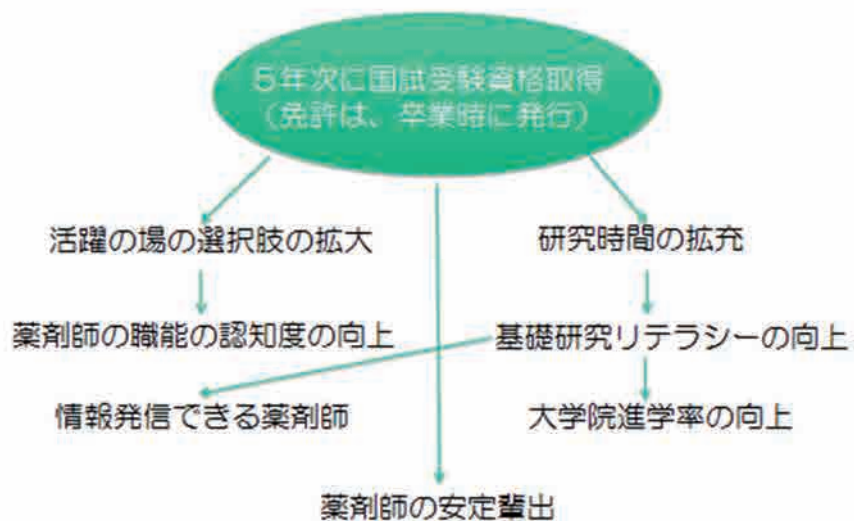 ５年次に国試受験資格取得
（免許は、卒業時に発行）
活躍の場の選択肢の拡大
研究時間の拡充
薬剤師の職能の認知度の向上
基礎研究リテラシーの向上
情報発信できる薬剤師
大学院進学率の向上
薬剤師の安定輩出